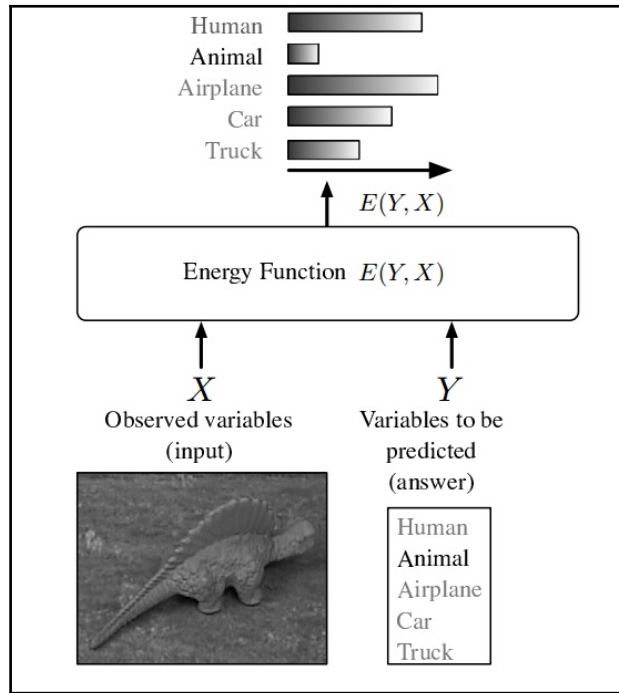 Human
Animal
Airplane
Car
Truck
E(Y, X)
Energy Function E(Y, X)
X
Observed variables
(input)
Y
Variables to be
predicted
(answer)
Human
Animal
Airplane
Car
Truck